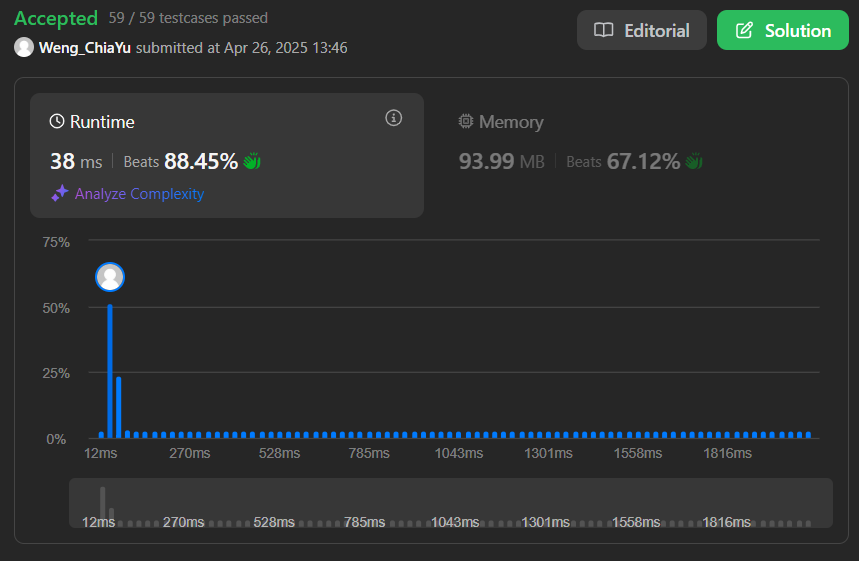 Accepted 59 / 59 testcases passed
Editorial
Solution
Weng_ChiaYu submitted at Apr 26, 2025 13:46
Runtime
Memory
38 ms | Beats 88.45%
93.99 MB | Beats 67.12%
Analyze Complexity
75%
50%
25%
0%
12ms 270ms 528ms 785ms 1043ms 1301ms 1558ms 1816ms
12ms 270ms 528ms 785ms 1043ms 1301ms 1558ms 1816ms